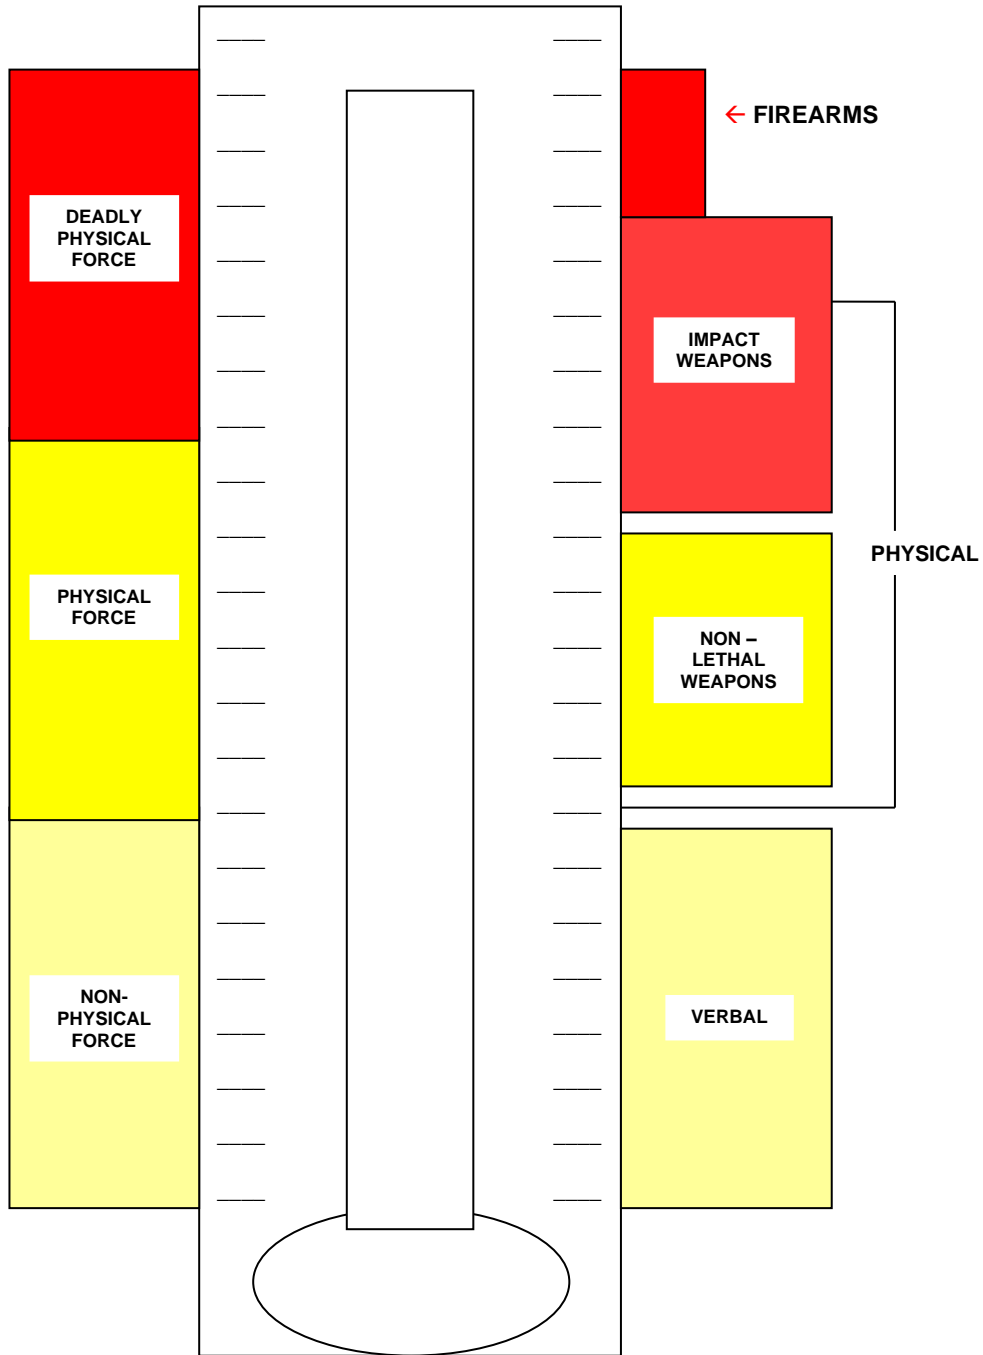 ← FIREARMS
DEADLY
PHYSICAL
FORCE
IMPACT
WEAPONS
PHYSICAL
PHYSICAL
FORCE
NON –
LETHAL
WEAPONS
NON-
PHYSICAL
FORCE
VERBAL